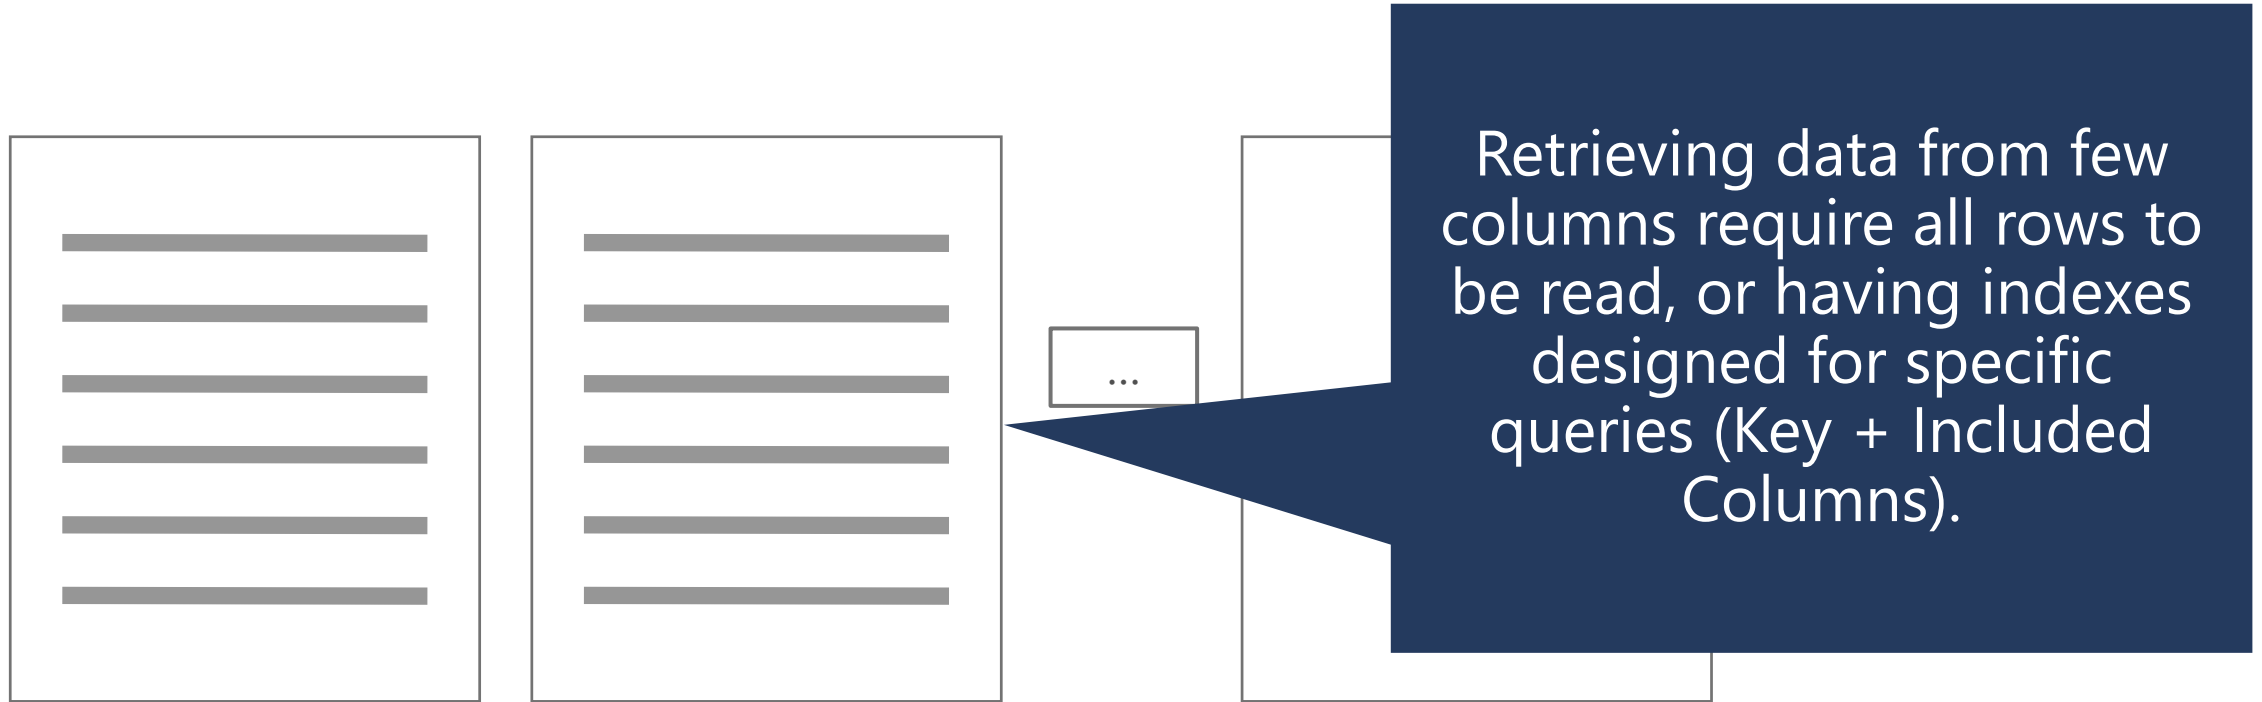 ...
Retrieving data from few
columns require all rows to
be read, or having indexes
designed for specific
queries (Key + Included
Columns).